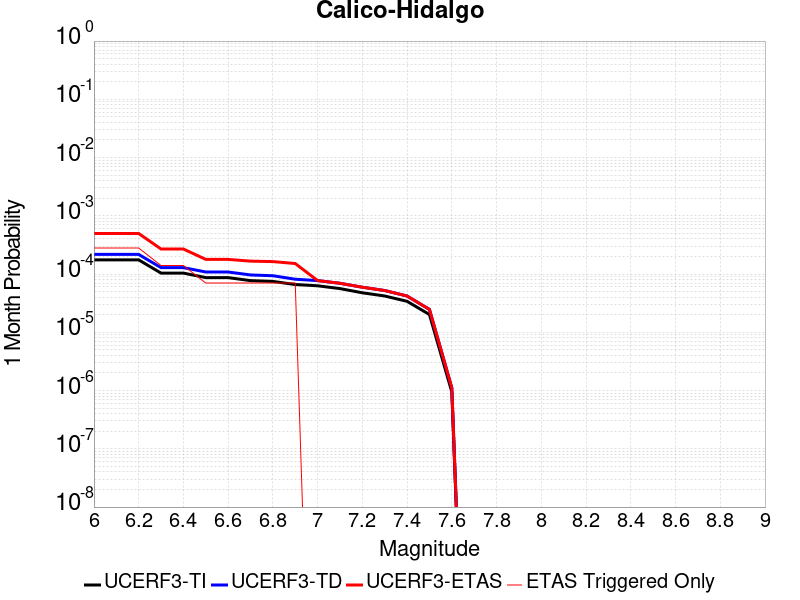 Calico-Hidalgo
10^0
10^-1
10^-2
10^-3
10^-4
10^-5
10^-6
10^-7
10^-8
1 Month Probability
6 6.2 6.4 6.6 6.8 7 7.2 7.4 7.6 7.8 8 8.2 8.4 8.6 8.8 9
Magnitude
UCERF3-TI UCERF3-TD UCERF3-ETAS ETAS Triggered Only